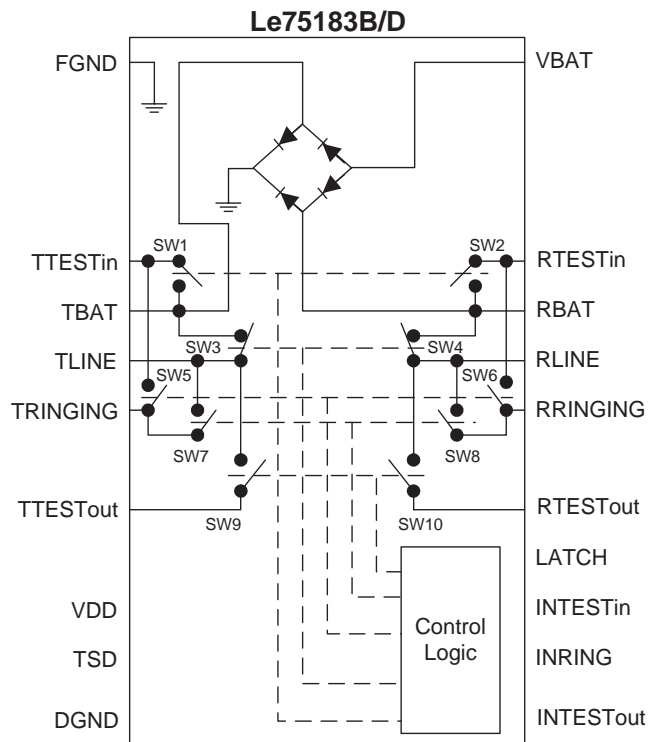 Le75183B/D
FGND
VBAT
SW1
SW2
TTESTin
RTESTin
TBAT
RBAT
SW3
SW4
TLINE
RLINE
SW5
SW6
TRINGING
RRINGING
SW7
SW8
TTESTout
SW9
SW10
RTESTout
LATCH
VDD
INTESTin
Control
Logic
TSD
INRING
DGND
INTESTout